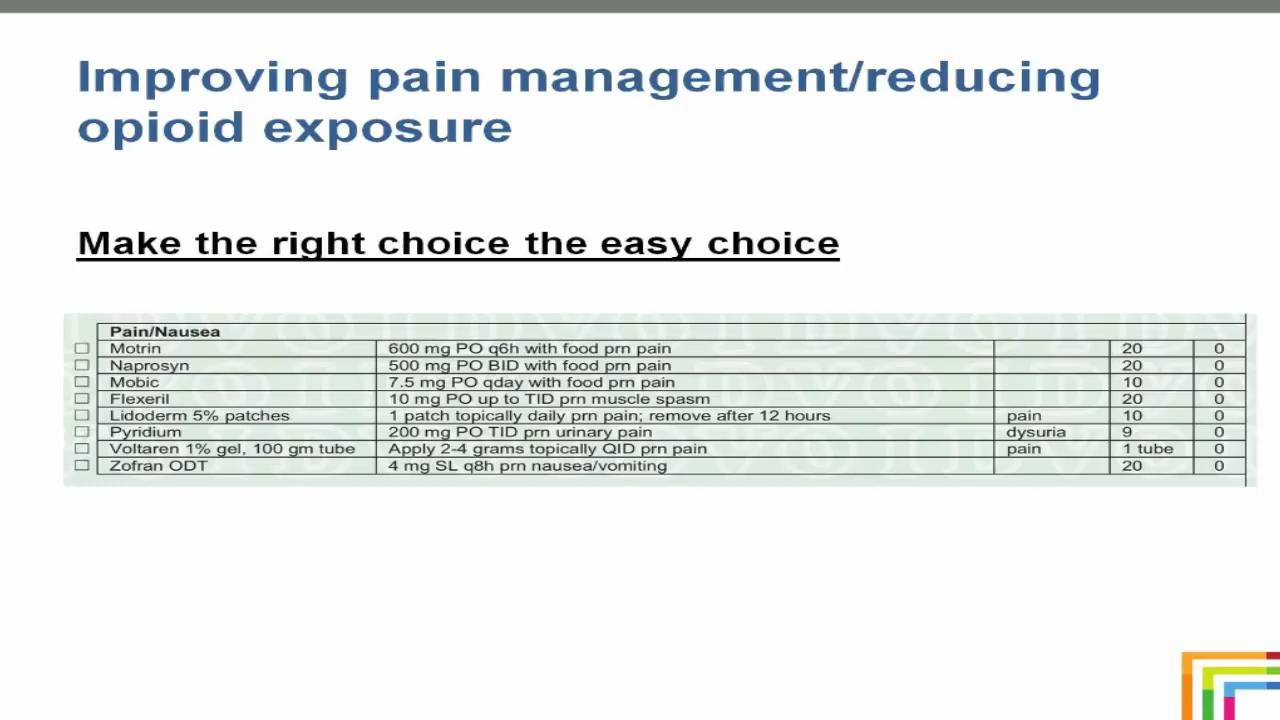 Improving pain management/reducing
opioid exposure
Make the right choice the easy choice
Pain/Nausea
Motrin 600 mg PO q6h with food prn pain 20 0
Naprosyn 500 mg PO BID with food prn pain 20 0
Mobic 7.5 mg PO qday with food prn pain 10 0
Flexeril 10 mg PO up to TID prn muscle spasm 20 0
Lidoderm 5% patches 1 patch topically daily prn pain; remove after 12 hours pain 10 0
Pyridium 200 mg PO TID prn urinary pain dysuria 9 0
Voltaren 1% gel, 100 gm tube Apply 2-4 grams topically QID prn pain pain 1 tube 0
Zofran ODT 4 mg SL q8h prn nausea/vomiting 20 0